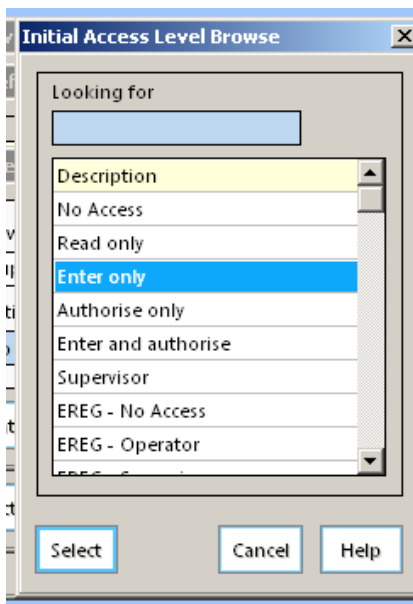 Initial Access Level Browse
Looking for
Description
No Access
Read only
Enter only
Authorise only
Enter and authorise
Supervisor
EREG - No Access
EREG - Operator
Select
Cancel
Help